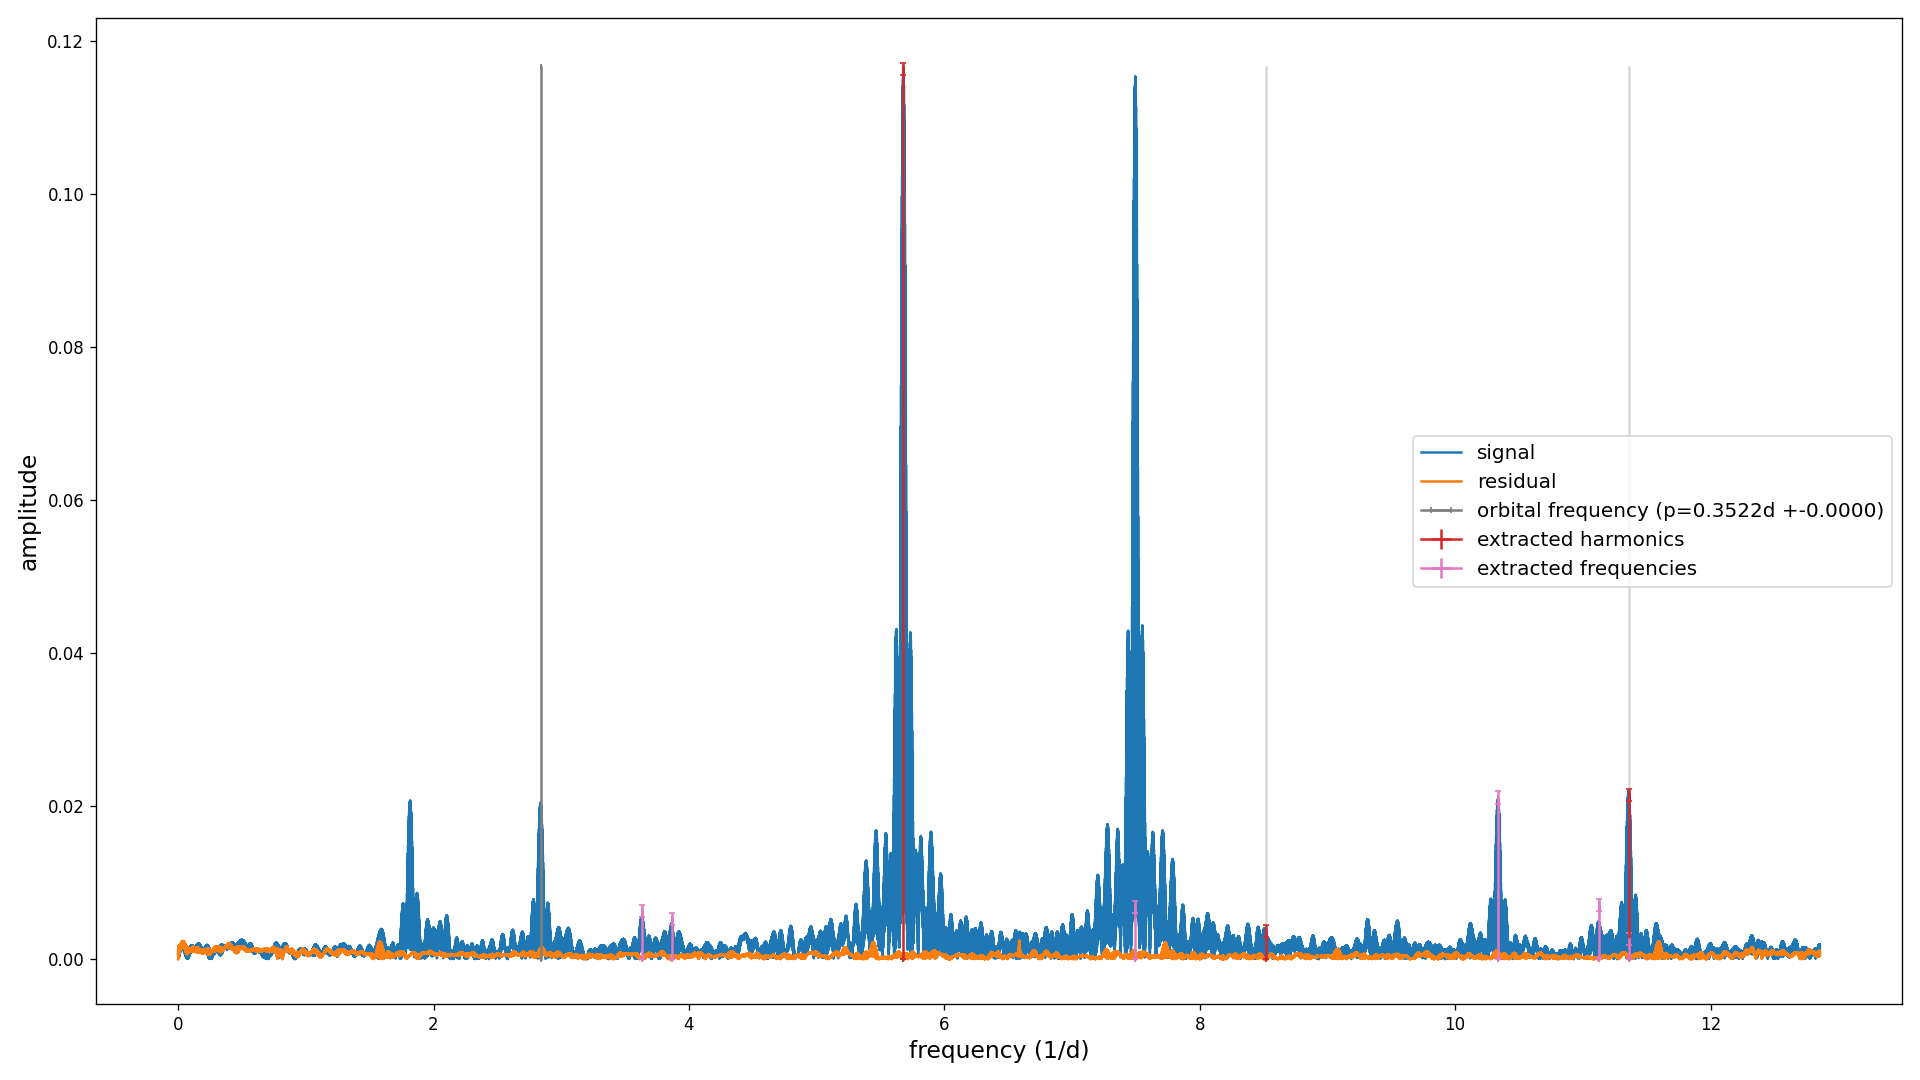 0.12
0.10
0.08
0.06
0.04
0.02
0.00
amplitude
signal
residual
orbital frequency (p=0.3522d +-0.0000)
extracted harmonics
extracted frequencies
0 2 4 6 8 10 12
frequency (1/d)